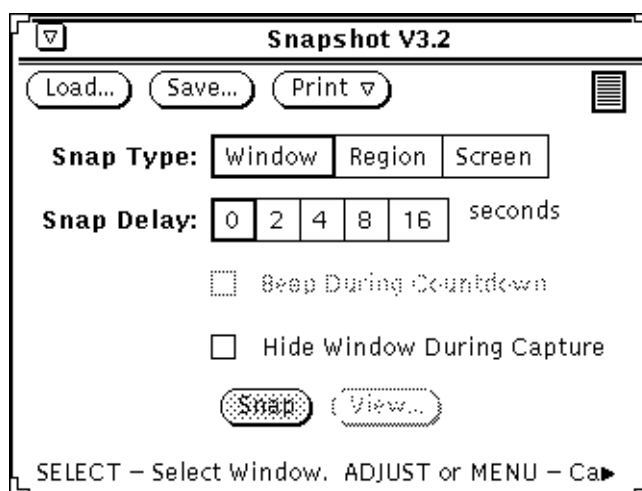 Snapshot V3.2
Load... Save... Print
Snap Type: Window Region Screen
Snap Delay: 0 2 4 8 16 seconds
Beep During Countdown
Hide Window During Capture
Snap View...
SELECT – Select Window. ADJUST or MENU – Ca